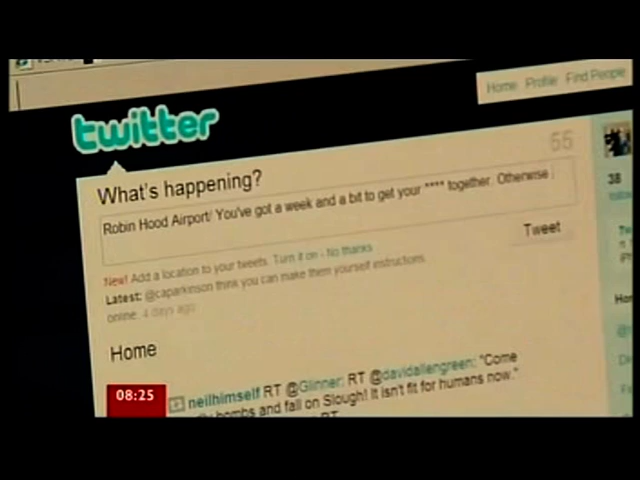 Home Profile Find People
twitter
65
What's happening?
Robin Hood Airport! You've got a week and a bit to get your **** together. Otherwise
38
Tweet
New! Add a location to your tweets. Turn it on - No thanks
Latest: @caparkinson think you can make them yourself instructions.
online. 4 days ago
Home
08:25
neilhimself RT @Glinner: RT @davidallengreen: "Come
bombs and fall on Slough! It isn't fit for humans now."
RT